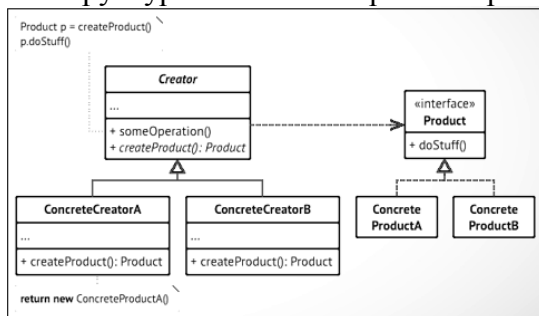 Product p = createProduct()
p.doStuff()
Creator
...
+ someOperation()
+ createProduct(): Product
«interface»
Product
+ doStuff()
ConcreteCreatorA
...
+ createProduct(): Product
ConcreteCreatorB
...
+ createProduct(): Product
Concrete
ProductA
Concrete
ProductB
return new ConcreteProductA()